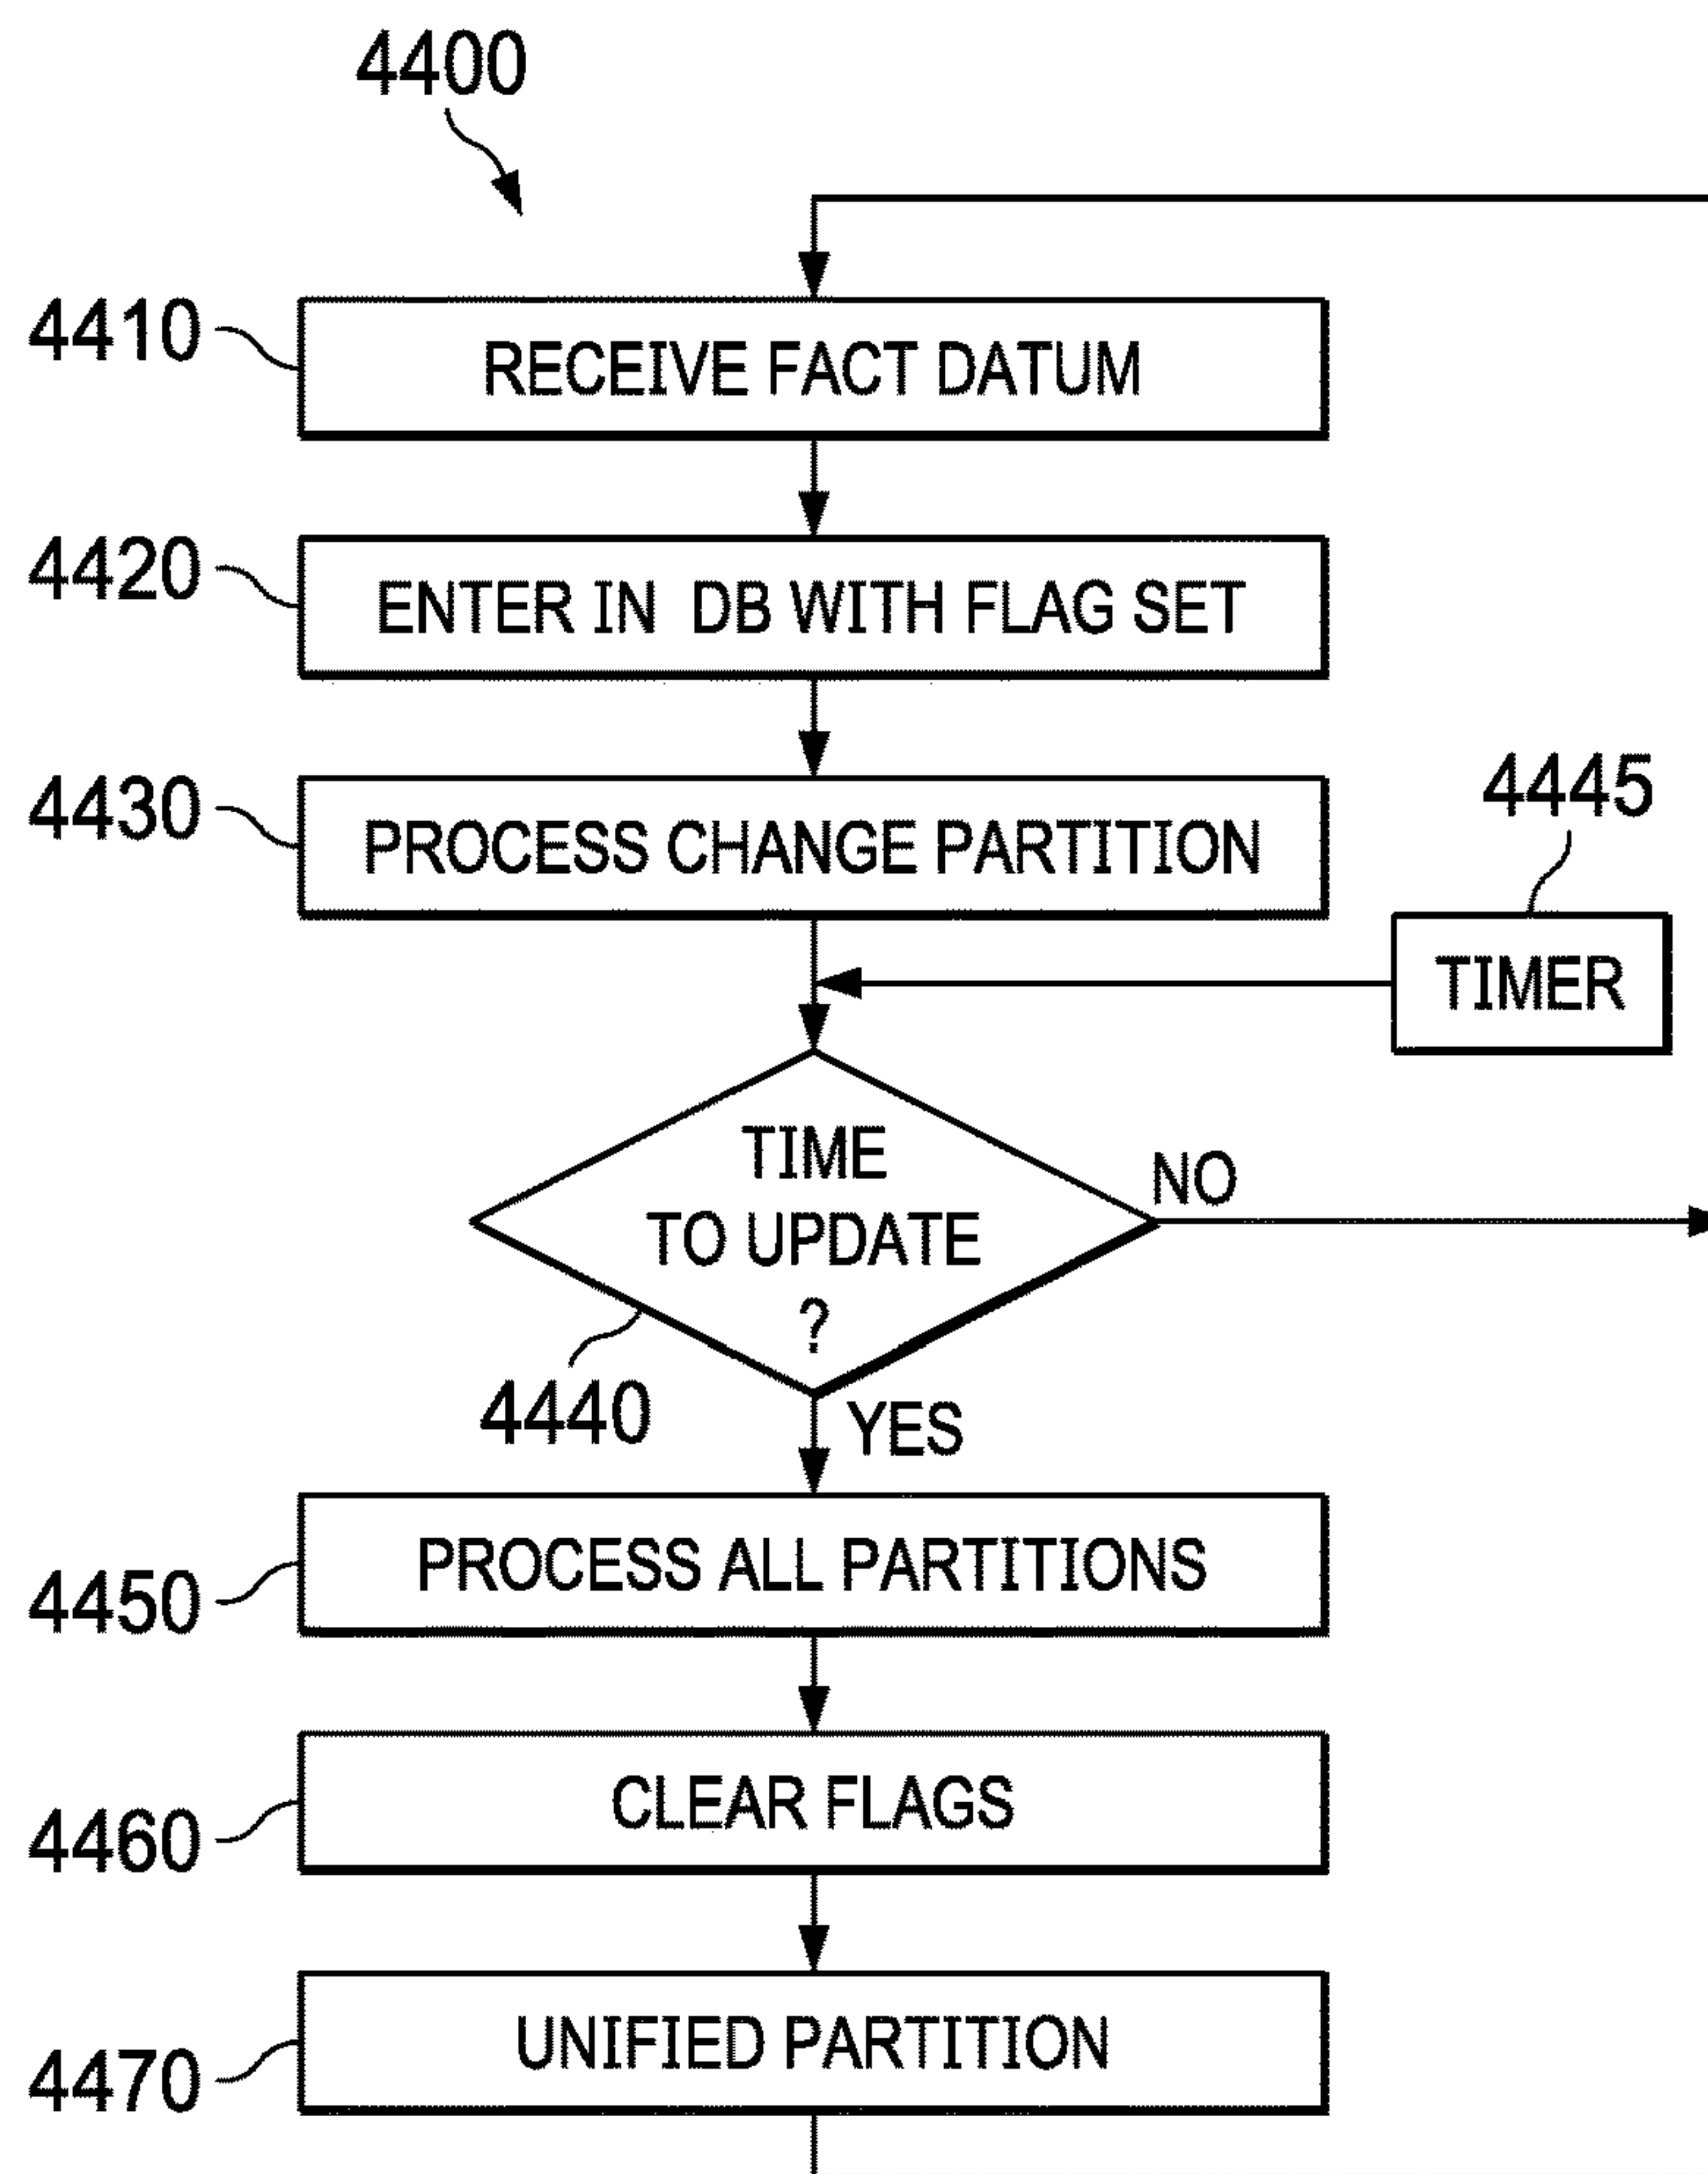 4400
4410
RECEIVE FACT DATUM
4420
ENTER IN DB WITH FLAG SET
4430
PROCESS CHANGE PARTITION
4445
TIMER
TIME
TO UPDATE
?
NO
4440
YES
4450
PROCESS ALL PARTITIONS
4460
CLEAR FLAGS
4470
UNIFIED PARTITION